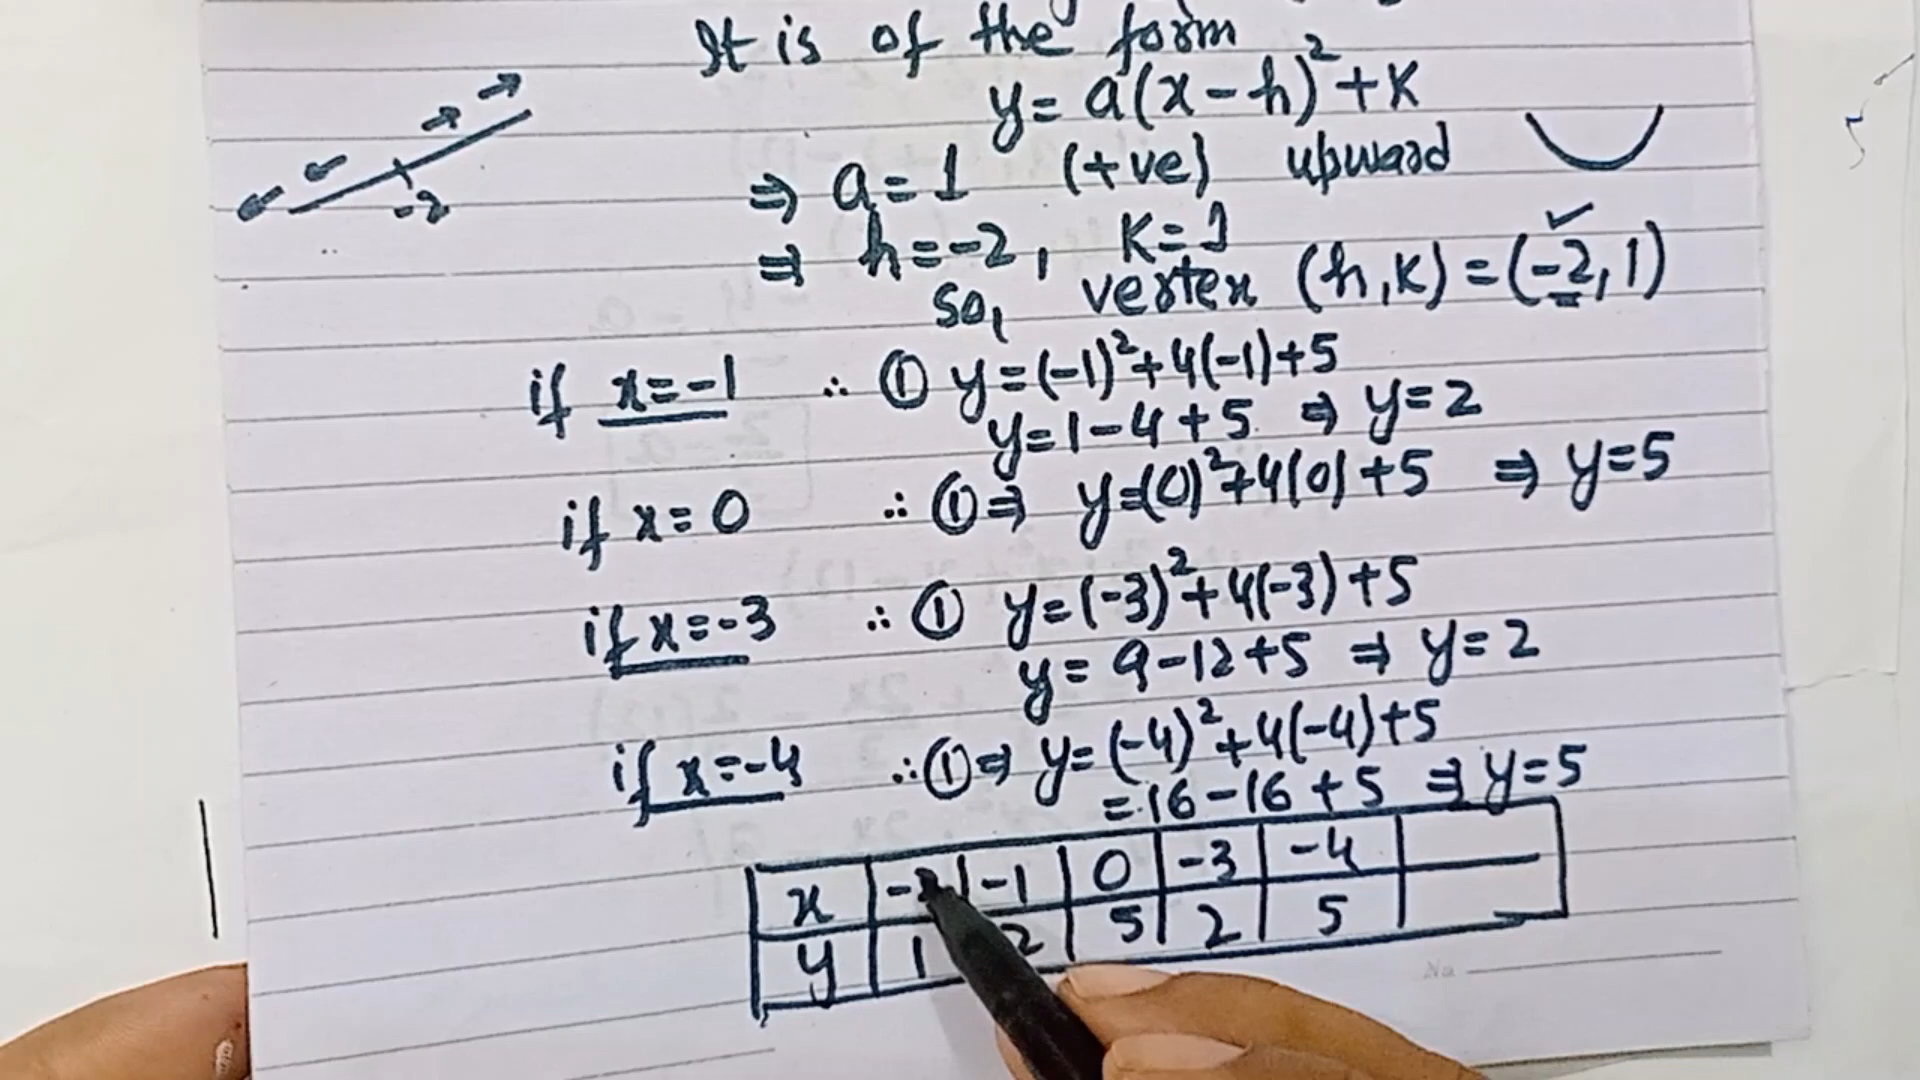 It is of the form
y = a(x-h)²+K
⇒ a = 1 (+ve) upward
-2
⇒ h = -2, K = 1
so, vertex (h,K) = (-2,1)
if x = -1 ∴ ① y = (-1)²+4(-1)+5
y = 1-4+5 ⇒ y = 2
if x = 0 ∴ ①⇒ y=(0)²+4(0)+5 ⇒ y=5
if x = -3 ∴ ① y = (-3)²+4(-3)+5
y = 9-12+5 ⇒ y = 2
if x = -4 ∴ ①⇒ y = (-4)²+4(-4)+5
= 16-16+5 ⇒ y = 5
x -2 -1 0 -3 -4
y 1 2 5 2 5
No